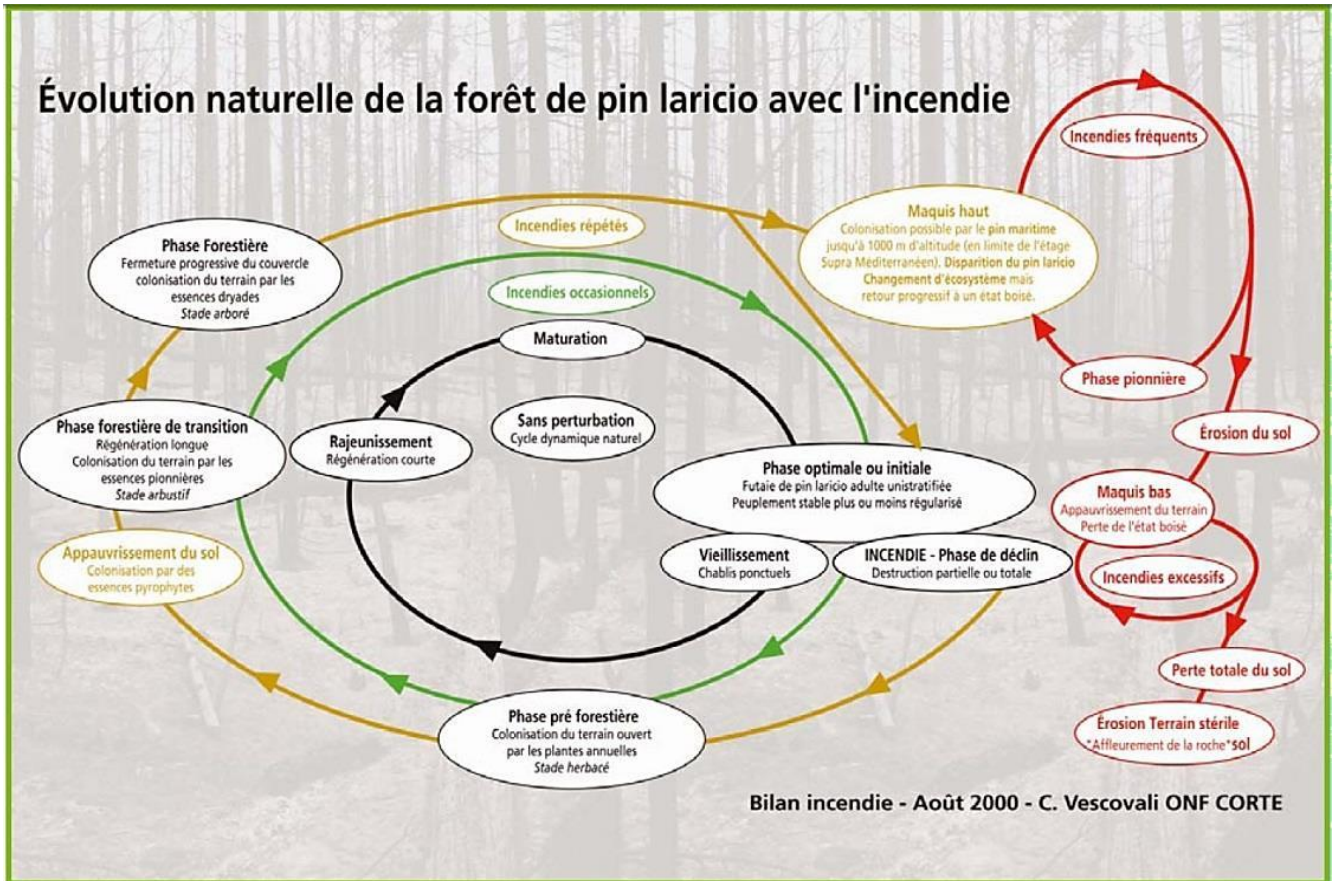 Évolution naturelle de la forêt de pin laricio avec l'incendie
Incendies fréquents
Maquis haut
Colonisation possible par le pin maritime
jusqu'à 1000 m d'altitude (en limite de l'étage
Supra Méditerranéen). Disparition du pin laricio
Changement d'écosystème mais
retour progressif à un état boisé.
Incendies répétés
Phase Forestière
Fermeture progressive du couvercle
colonisation du terrain par les
essences dryades
Stade arboré
Incendies occasionnels
Maturation
Phase pionnière
Sans perturbation
Cycle dynamique naturel
Phase forestière de transition
Régénération longue
Colonisation du terrain par les
essences pionnières
Stade arbustif
Rajeunissement
Régénération courte
Érosion du sol
Phase optimale ou initiale
Futaie de pin laricio adulte unistratifiée
Peuplement stable plus ou moins régularisé
Maquis bas
Appauvrissement du terrain
Perte de l'état boisé
Appauvrissement du sol
Colonisation par des
essences pyrophytes
Vieillissement
Chablis ponctuels
INCENDIE - Phase de déclin
Destruction partielle ou totale
Incendies excessifs
Perte totale du sol
Phase pré forestière
Colonisation du terrain ouvert
par les plantes annuelles
Stade herbacé
Érosion Terrain stérile
"Affleurement de la roche" sol
Bilan incendie - Août 2000 - C. Vescovali ONF CORTE